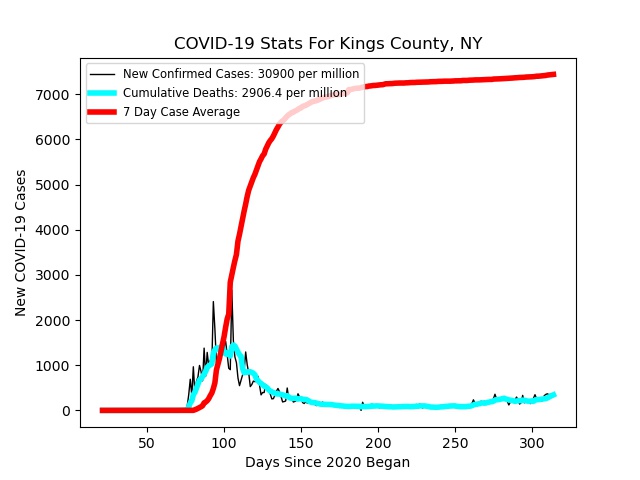 COVID-19 Stats For Kings County, NY
New Confirmed Cases: 30900 per million
Cumulative Deaths: 2906.4 per million
7 Day Case Average
New COVID-19 Cases
7000
6000
5000
4000
3000
2000
1000
0
50 100 150 200 250 300
Days Since 2020 Began